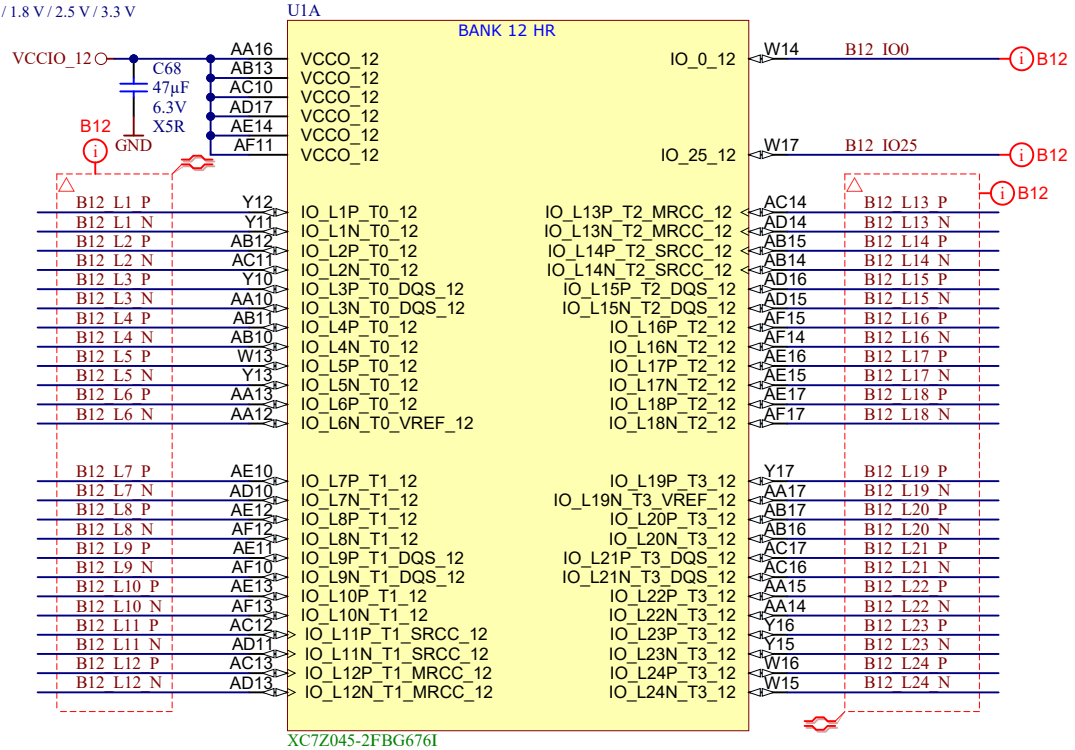 / 1.8 V / 2.5 V / 3.3 V
U1A
BANK 12 HR
VCCIO_12
C68
47µF
6.3V
X5R
GND
B12
i
AA16 VCCO_12
AB13 VCCO_12
AC10 VCCO_12
AD17 VCCO_12
AE14 VCCO_12
AF11 VCCO_12
IO_0_12 W14 B12_IO0 i B12
IO_25_12 W17 B12_IO25 i B12
i B12
B12_L1_P Y12 IO_L1P_T0_12
B12_L1_N Y11 IO_L1N_T0_12
B12_L2_P AB12 IO_L2P_T0_12
B12_L2_N AC11 IO_L2N_T0_12
B12_L3_P Y10 IO_L3P_T0_DQS_12
B12_L3_N AA10 IO_L3N_T0_DQS_12
B12_L4_P AB11 IO_L4P_T0_12
B12_L4_N AB10 IO_L4N_T0_12
B12_L5_P W13 IO_L5P_T0_12
B12_L5_N Y13 IO_L5N_T0_12
B12_L6_P AA13 IO_L6P_T0_12
B12_L6_N AA12 IO_L6N_T0_VREF_12
B12_L7_P AE10 IO_L7P_T1_12
B12_L7_N AD10 IO_L7N_T1_12
B12_L8_P AE12 IO_L8P_T1_12
B12_L8_N AF12 IO_L8N_T1_12
B12_L9_P AE11 IO_L9P_T1_DQS_12
B12_L9_N AF10 IO_L9N_T1_DQS_12
B12_L10_P AE13 IO_L10P_T1_12
B12_L10_N AF13 IO_L10N_T1_12
B12_L11_P AC12 IO_L11P_T1_SRCC_12
B12_L11_N AD11 IO_L11N_T1_SRCC_12
B12_L12_P AC13 IO_L12P_T1_MRCC_12
B12_L12_N AD13 IO_L12N_T1_MRCC_12
IO_L13P_T2_MRCC_12 AC14 B12_L13_P
IO_L13N_T2_MRCC_12 AD14 B12_L13_N
IO_L14P_T2_SRCC_12 AB15 B12_L14_P
IO_L14N_T2_SRCC_12 AB14 B12_L14_N
IO_L15P_T2_DQS_12 AD16 B12_L15_P
IO_L15N_T2_DQS_12 AD15 B12_L15_N
IO_L16P_T2_12 AF15 B12_L16_P
IO_L16N_T2_12 AF14 B12_L16_N
IO_L17P_T2_12 AE16 B12_L17_P
IO_L17N_T2_12 AE15 B12_L17_N
IO_L18P_T2_12 AE17 B12_L18_P
IO_L18N_T2_12 AF17 B12_L18_N
IO_L19P_T3_12 Y17 B12_L19_P
IO_L19N_T3_VREF_12 AA17 B12_L19_N
IO_L20P_T3_12 AB17 B12_L20_P
IO_L20N_T3_12 AB16 B12_L20_N
IO_L21P_T3_DQS_12 AC17 B12_L21_P
IO_L21N_T3_DQS_12 AC16 B12_L21_N
IO_L22P_T3_12 AA15 B12_L22_P
IO_L22N_T3_12 AA14 B12_L22_N
IO_L23P_T3_12 Y16 B12_L23_P
IO_L23N_T3_12 Y15 B12_L23_N
IO_L24P_T3_12 W16 B12_L24_P
IO_L24N_T3_12 W15 B12_L24_N
XC7Z045-2FBG676I